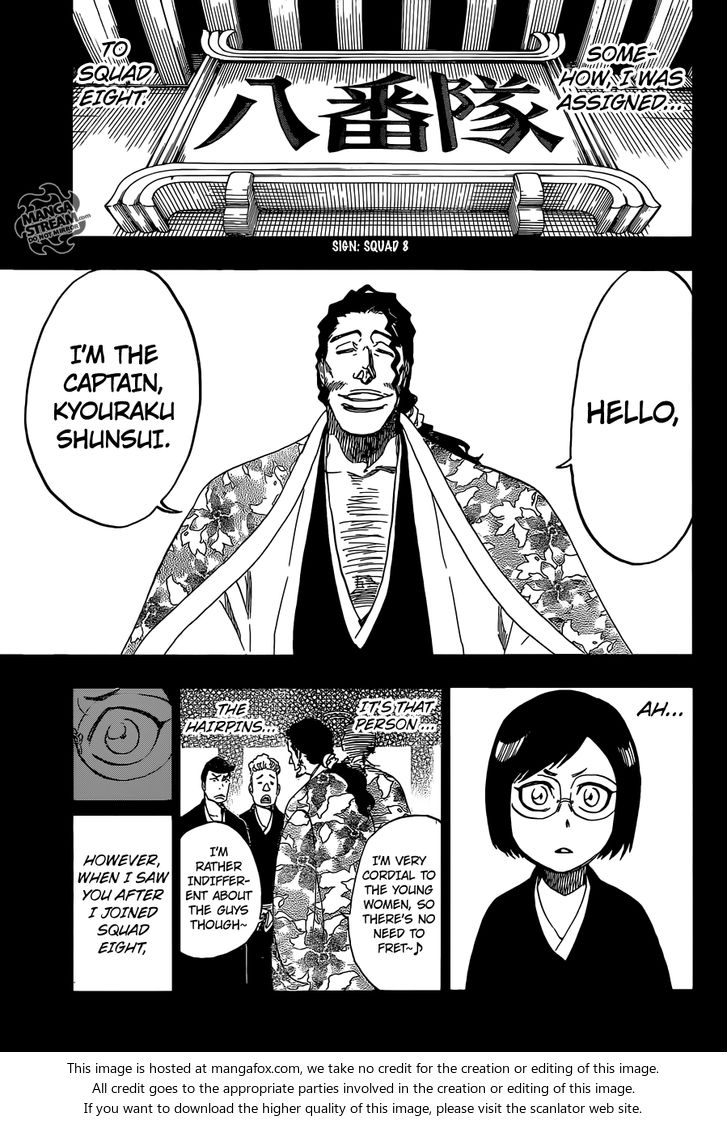 SOME-
HOW, I WAS
ASSIGNED...
TO
SQUAD
EIGHT.
八番隊
MANGA
STREAM.com
DO NOT MIRROR
SIGN: SQUAD 8
HELLO,
I'M THE
CAPTAIN,
KYOURAKU
SHUNSUI.
AH...
IT'S THAT
PERSON...
THE
HAIRPINS...
I'M VERY
CORDIAL TO
THE YOUNG
WOMEN, SO
THERE'S NO
NEED TO
FRET~♪
I'M
RATHER
INDIFFER-
ENT ABOUT
THE GUYS
THOUGH~
HOWEVER,
WHEN I SAW
YOU AFTER
I JOINED
SQUAD
EIGHT,
This image is hosted at mangafox.com, we take no credit for the creation or editing of this image.
All credit goes to the appropriate parties involved in the creation or editing of this image.
If you want to download the higher quality of this image, please visit the scanlator web site.